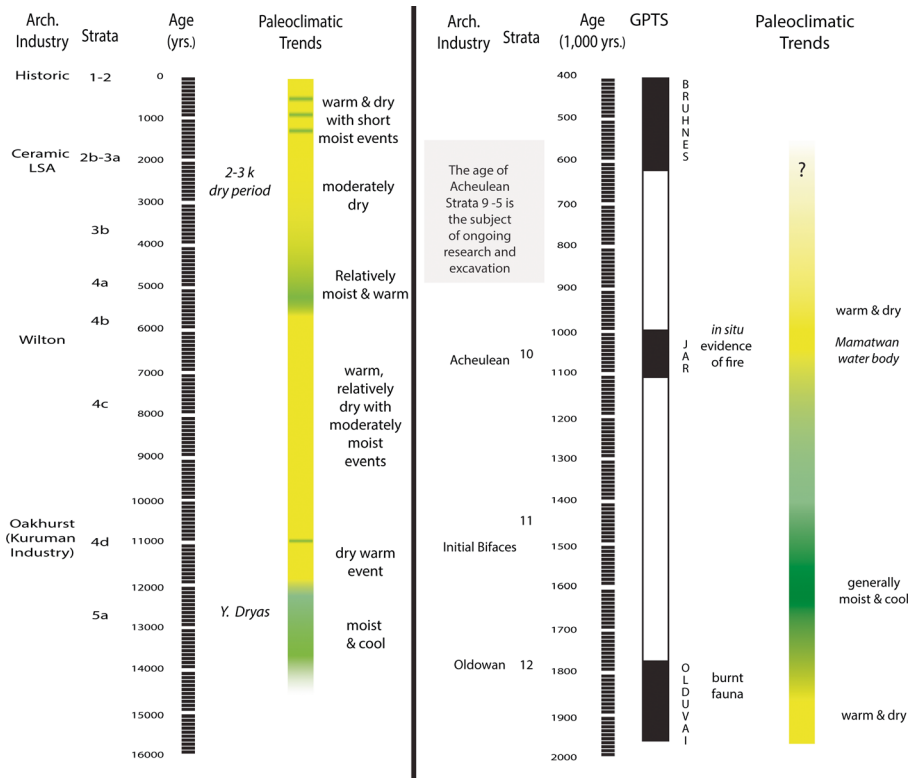 Arch.
Industry
Strata
Age
(yrs.)
Paleoclimatic
Trends
Historic
1-2
Ceramic
LSA
2b-3a
3b
4a
4b
Wilton
4c
Oakhurst
(Kuruman
Industry)
4d
5a
0
1000
2000
3000
4000
5000
6000
7000
8000
9000
10000
11000
12000
13000
14000
15000
16000
2-3 k
dry period
Y. Dryas
warm & dry
with short
moist events
moderately
dry
Relatively
moist & warm
warm,
relatively
dry with
moderately
moist
events
dry warm
event
moist
& cool
Arch.
Industry
Strata
Age
(1,000 yrs.)
GPTS
Paleoclimatic
Trends
The age of
Acheulean
Strata 9 -5 is
the subject
of ongoing
research and
excavation
Acheulean
10
11
Initial Bifaces
Oldowan
12
400
500
600
700
800
900
1000
1100
1200
1300
1400
1500
1600
1700
1800
1900
2000
BRUHNES
JAR
OLDUVAI
in situ
evidence
of fire
burnt
fauna
?
warm & dry
Mamatwan
water body
generally
moist & cool
warm & dry